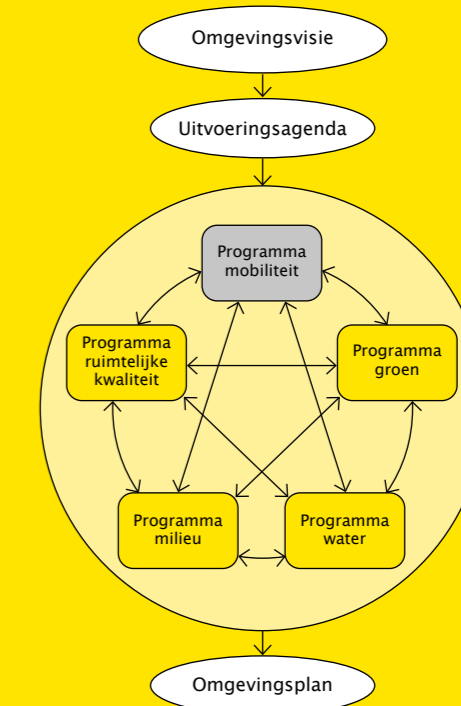 Omgevingsvisie
Uitvoeringsagenda
Programma
mobiliteit
Programma
ruimtelijke
kwaliteit
Programma
groen
Programma
milieu
Programma
water
Omgevingsplan